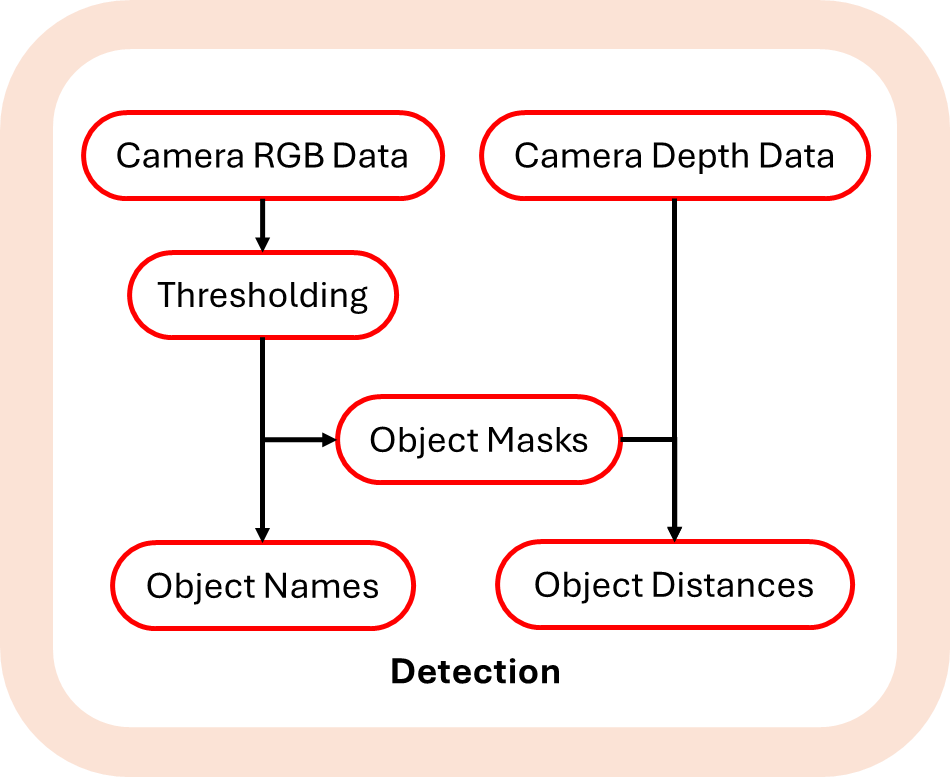 Camera RGB Data
Camera Depth Data
Thresholding
Object Masks
Object Names
Object Distances
Detection